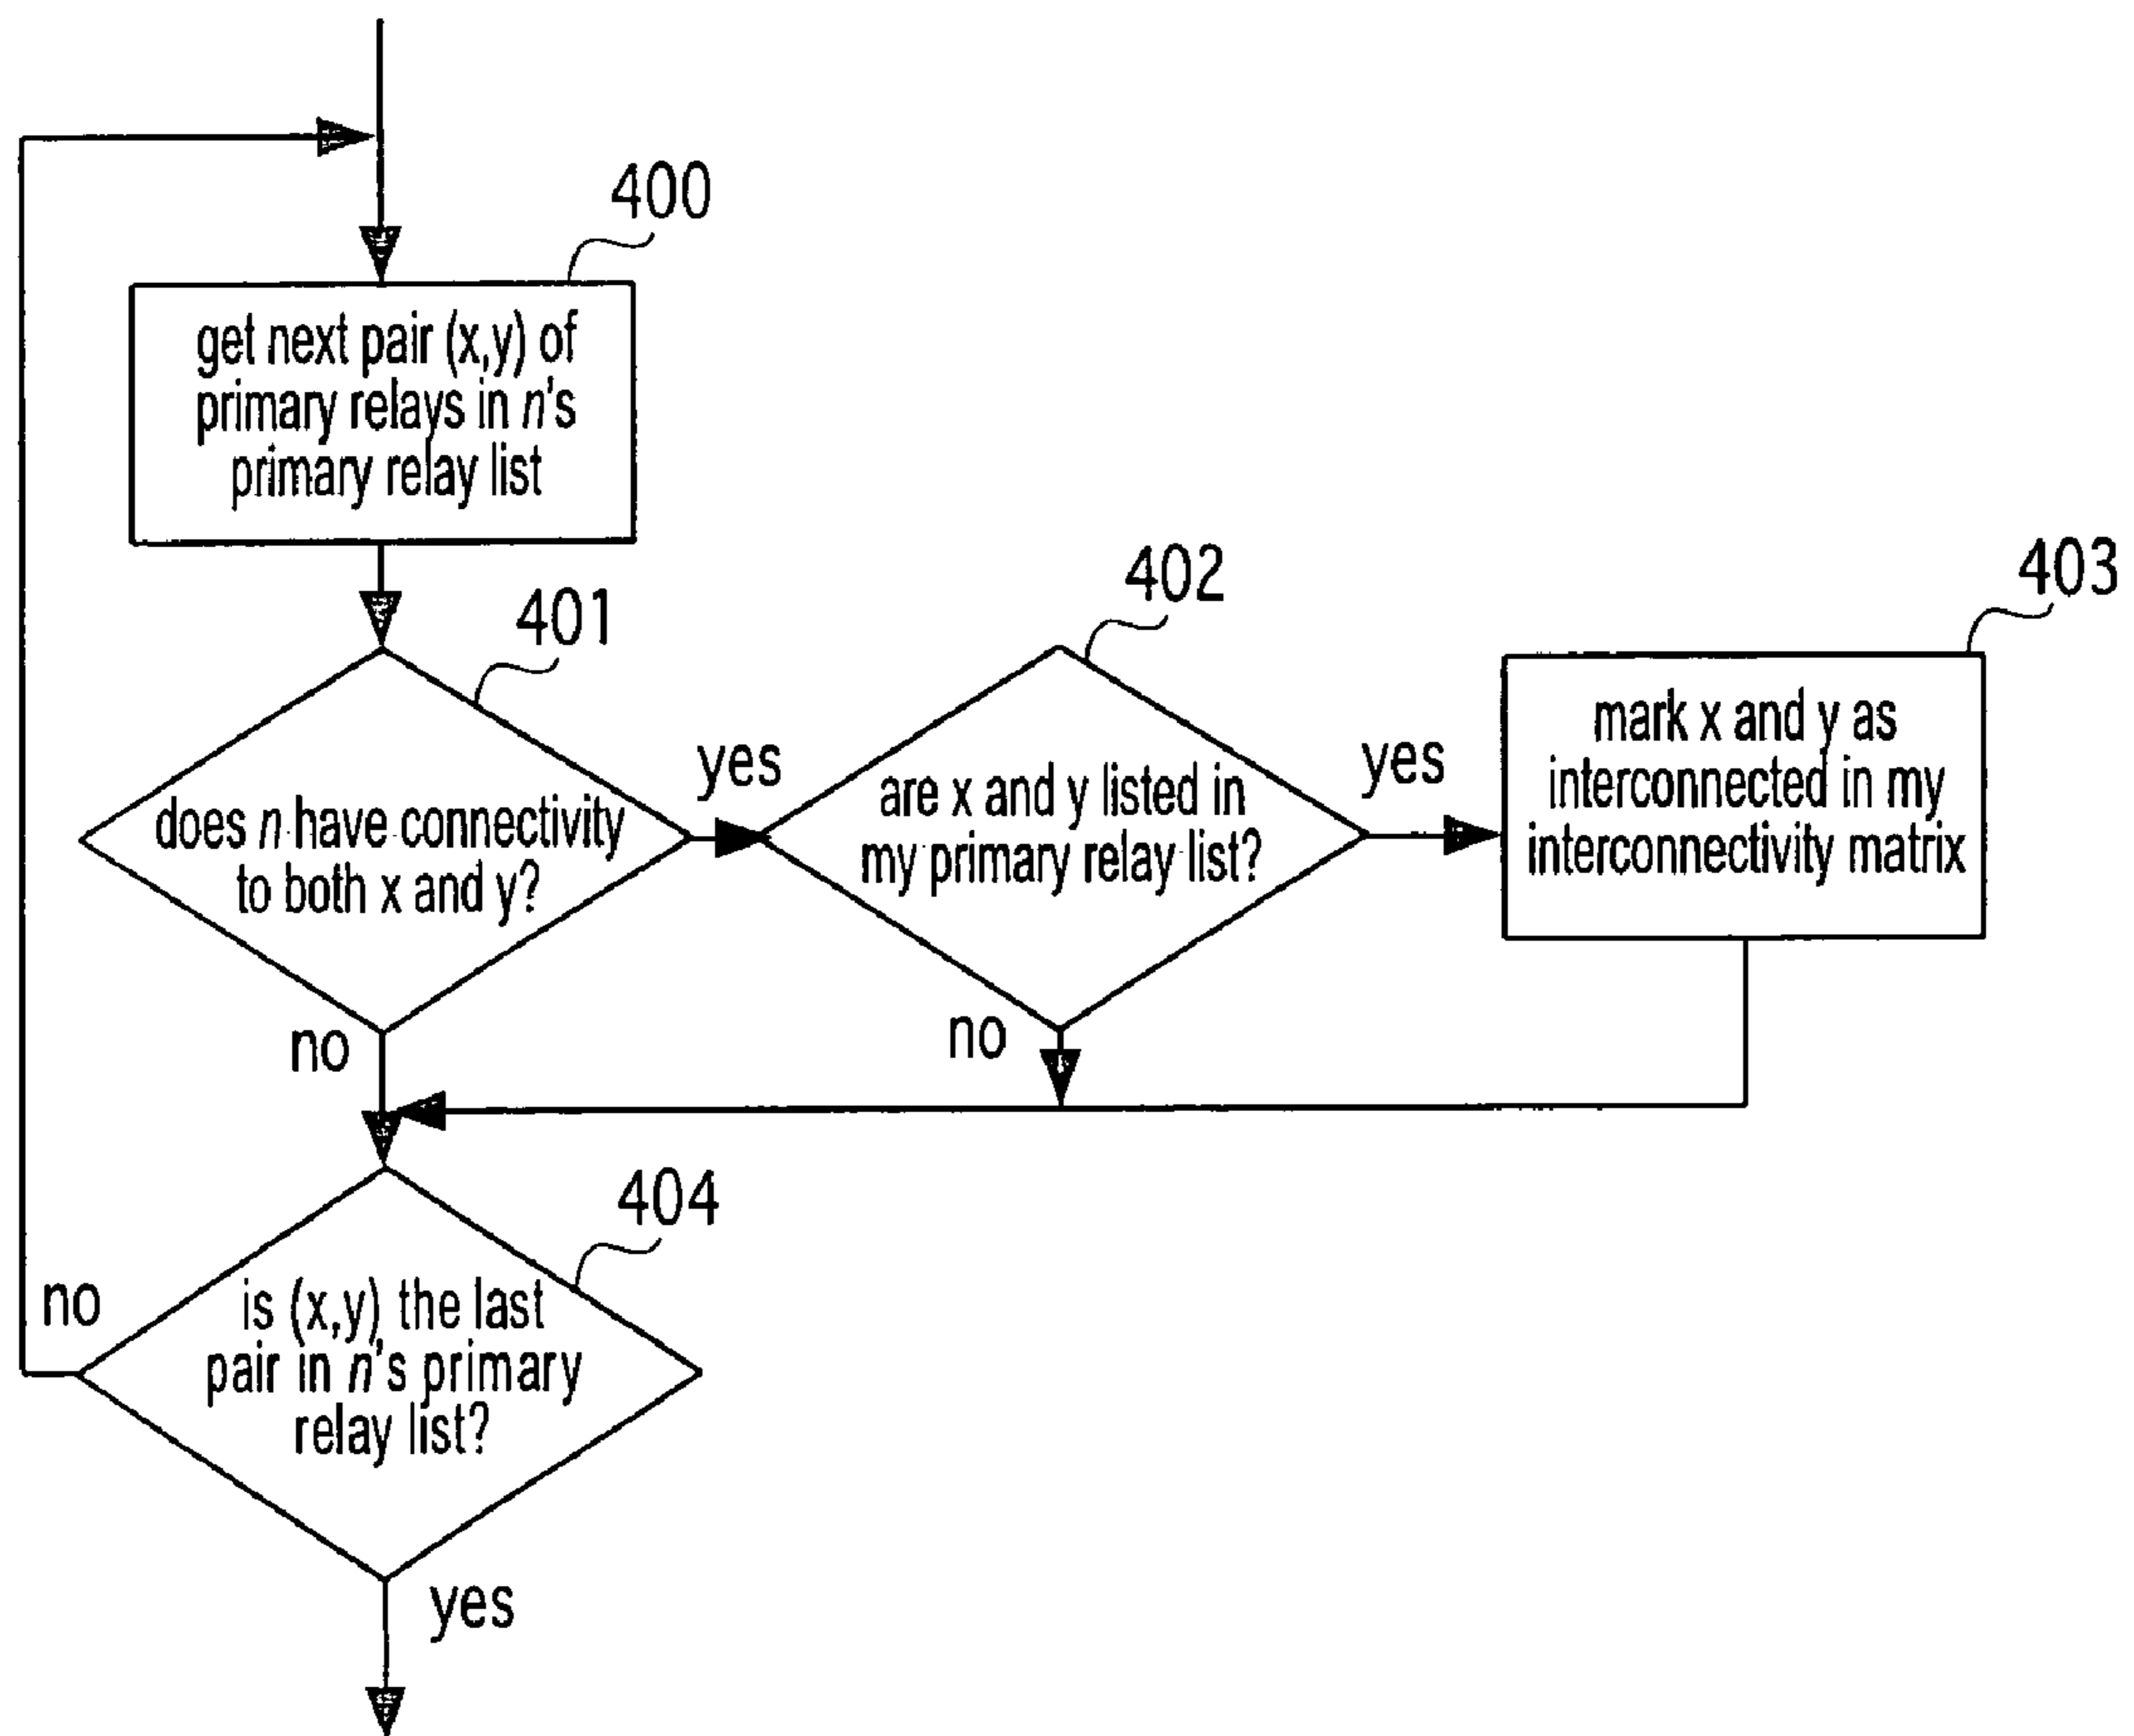 400
get next pair (x,y) of
primary relays in n's
primary relay list
401
does n have connectivity
to both x and y?
yes
no
402
are x and y listed in
my primary relay list?
yes
no
403
mark x and y as
interconnected in my
interconnectivity matrix
404
is (x,y) the last
pair in n's primary
relay list?
no
yes